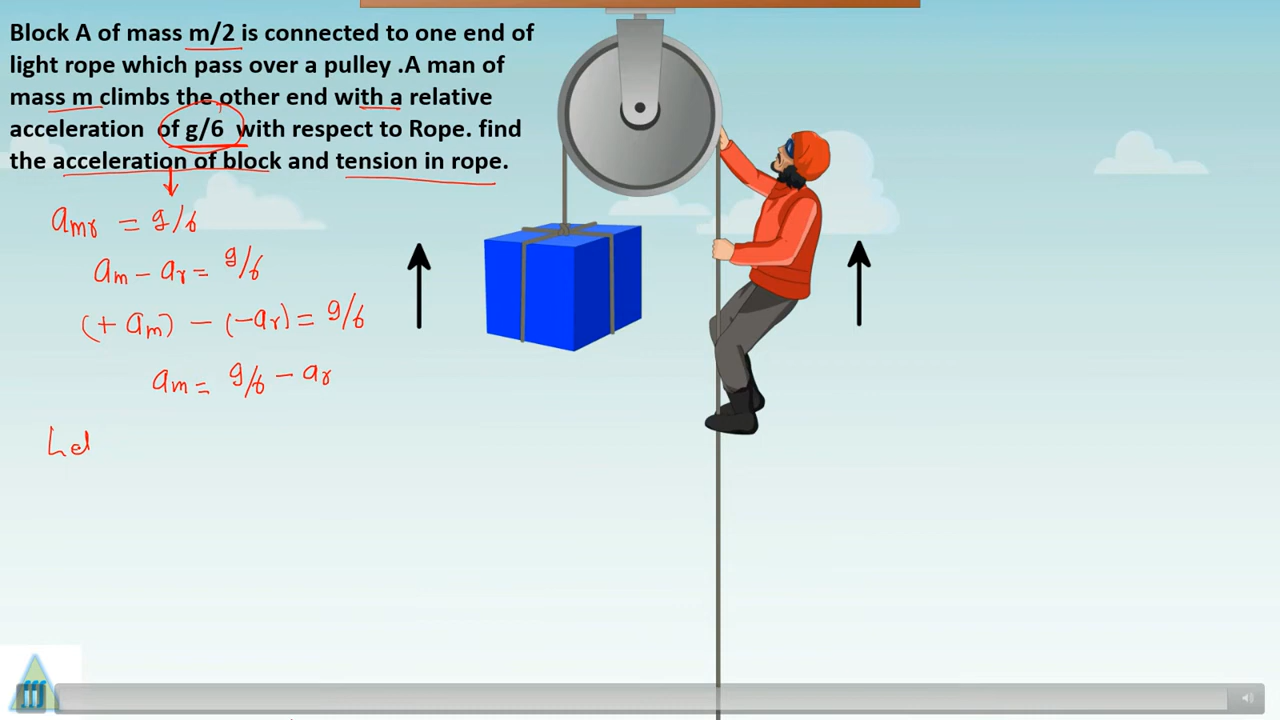 Block A of mass m/2 is connected to one end of
light rope which pass over a pulley .A man of
mass m climbs the other end with a relative
acceleration of g/6 with respect to Rope. find
the acceleration of block and tension in rope.
amr = g/6
am - ar = g/6
(+ am) - (-ar) = g/6
am = g/6 - ar
Let
fff